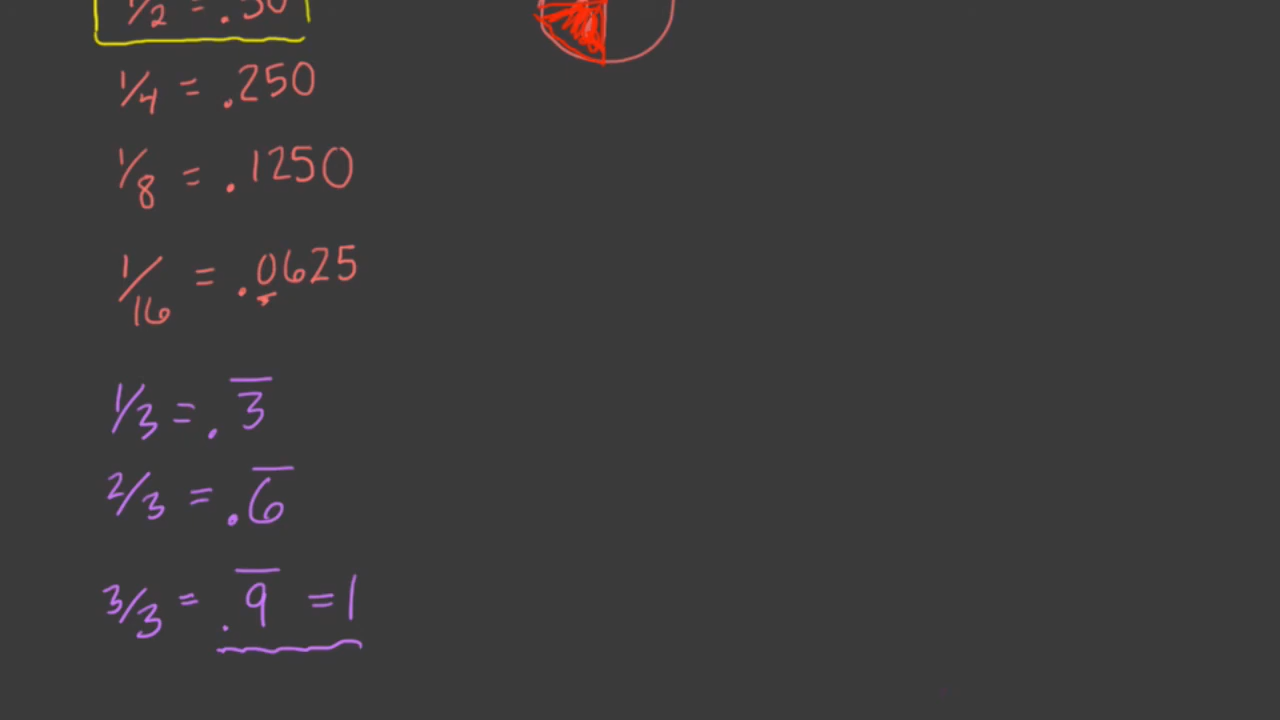 1/2 = .50
1/4 = .250
1/8 = .1250
1/16 = .0625
1/3 = .3̅
2/3 = .6̅
3/3 = .9̅ = 1